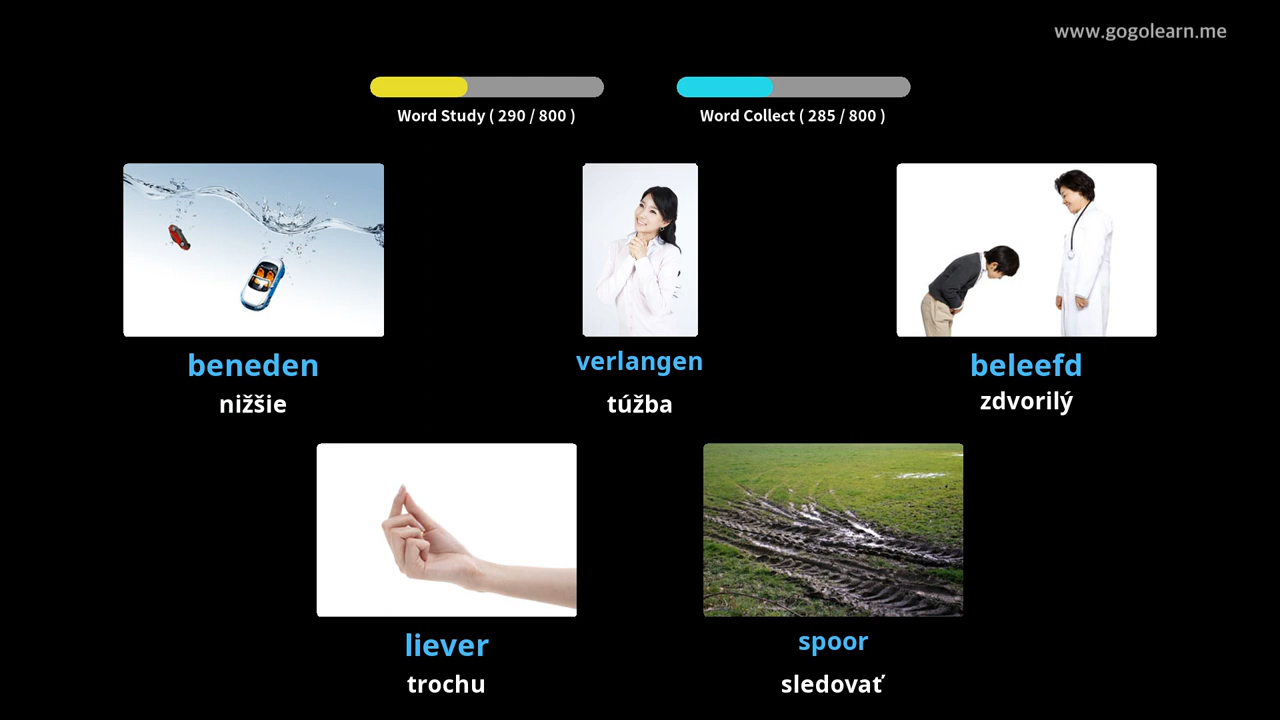 www.gogolearn.me
Word Study ( 290 / 800 )
Word Collect ( 285 / 800 )
beneden
nižšie
verlangen
túžba
beleefd
zdvorilý
liever
trochu
spoor
sledovať